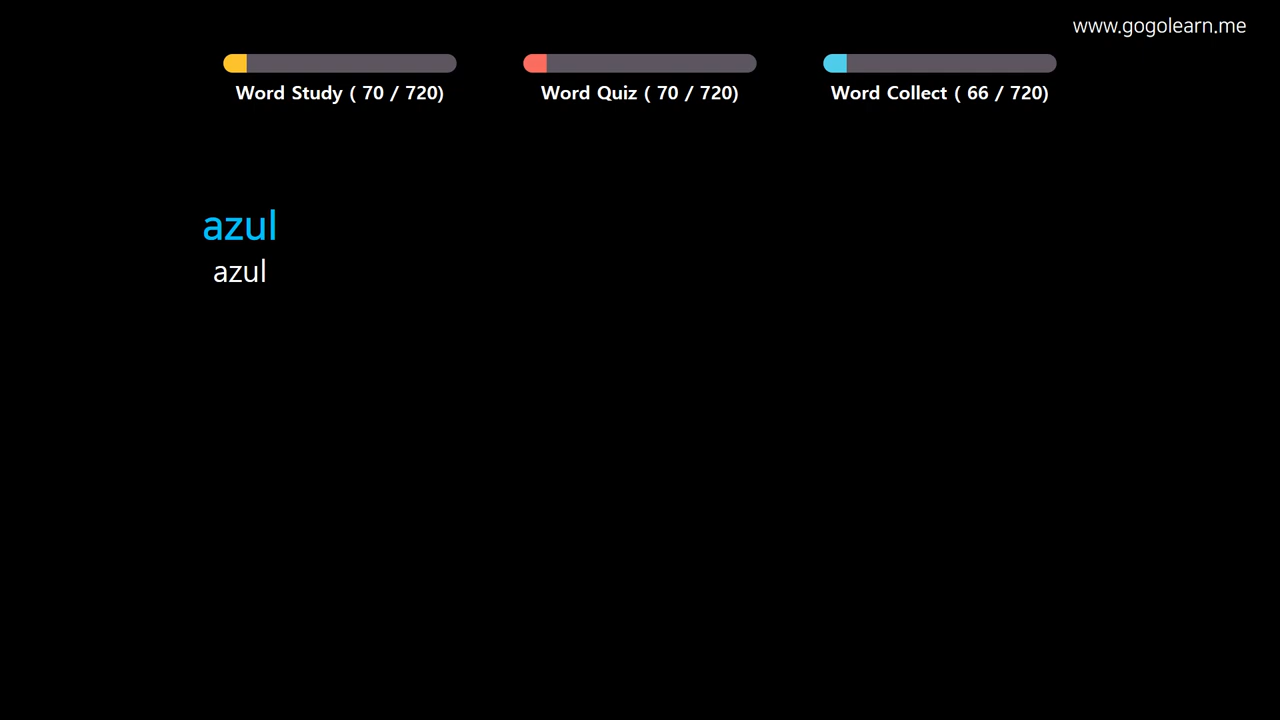 www.gogolearn.me
Word Study ( 70 / 720)
Word Quiz ( 70 / 720)
Word Collect ( 66 / 720)
azul
azul